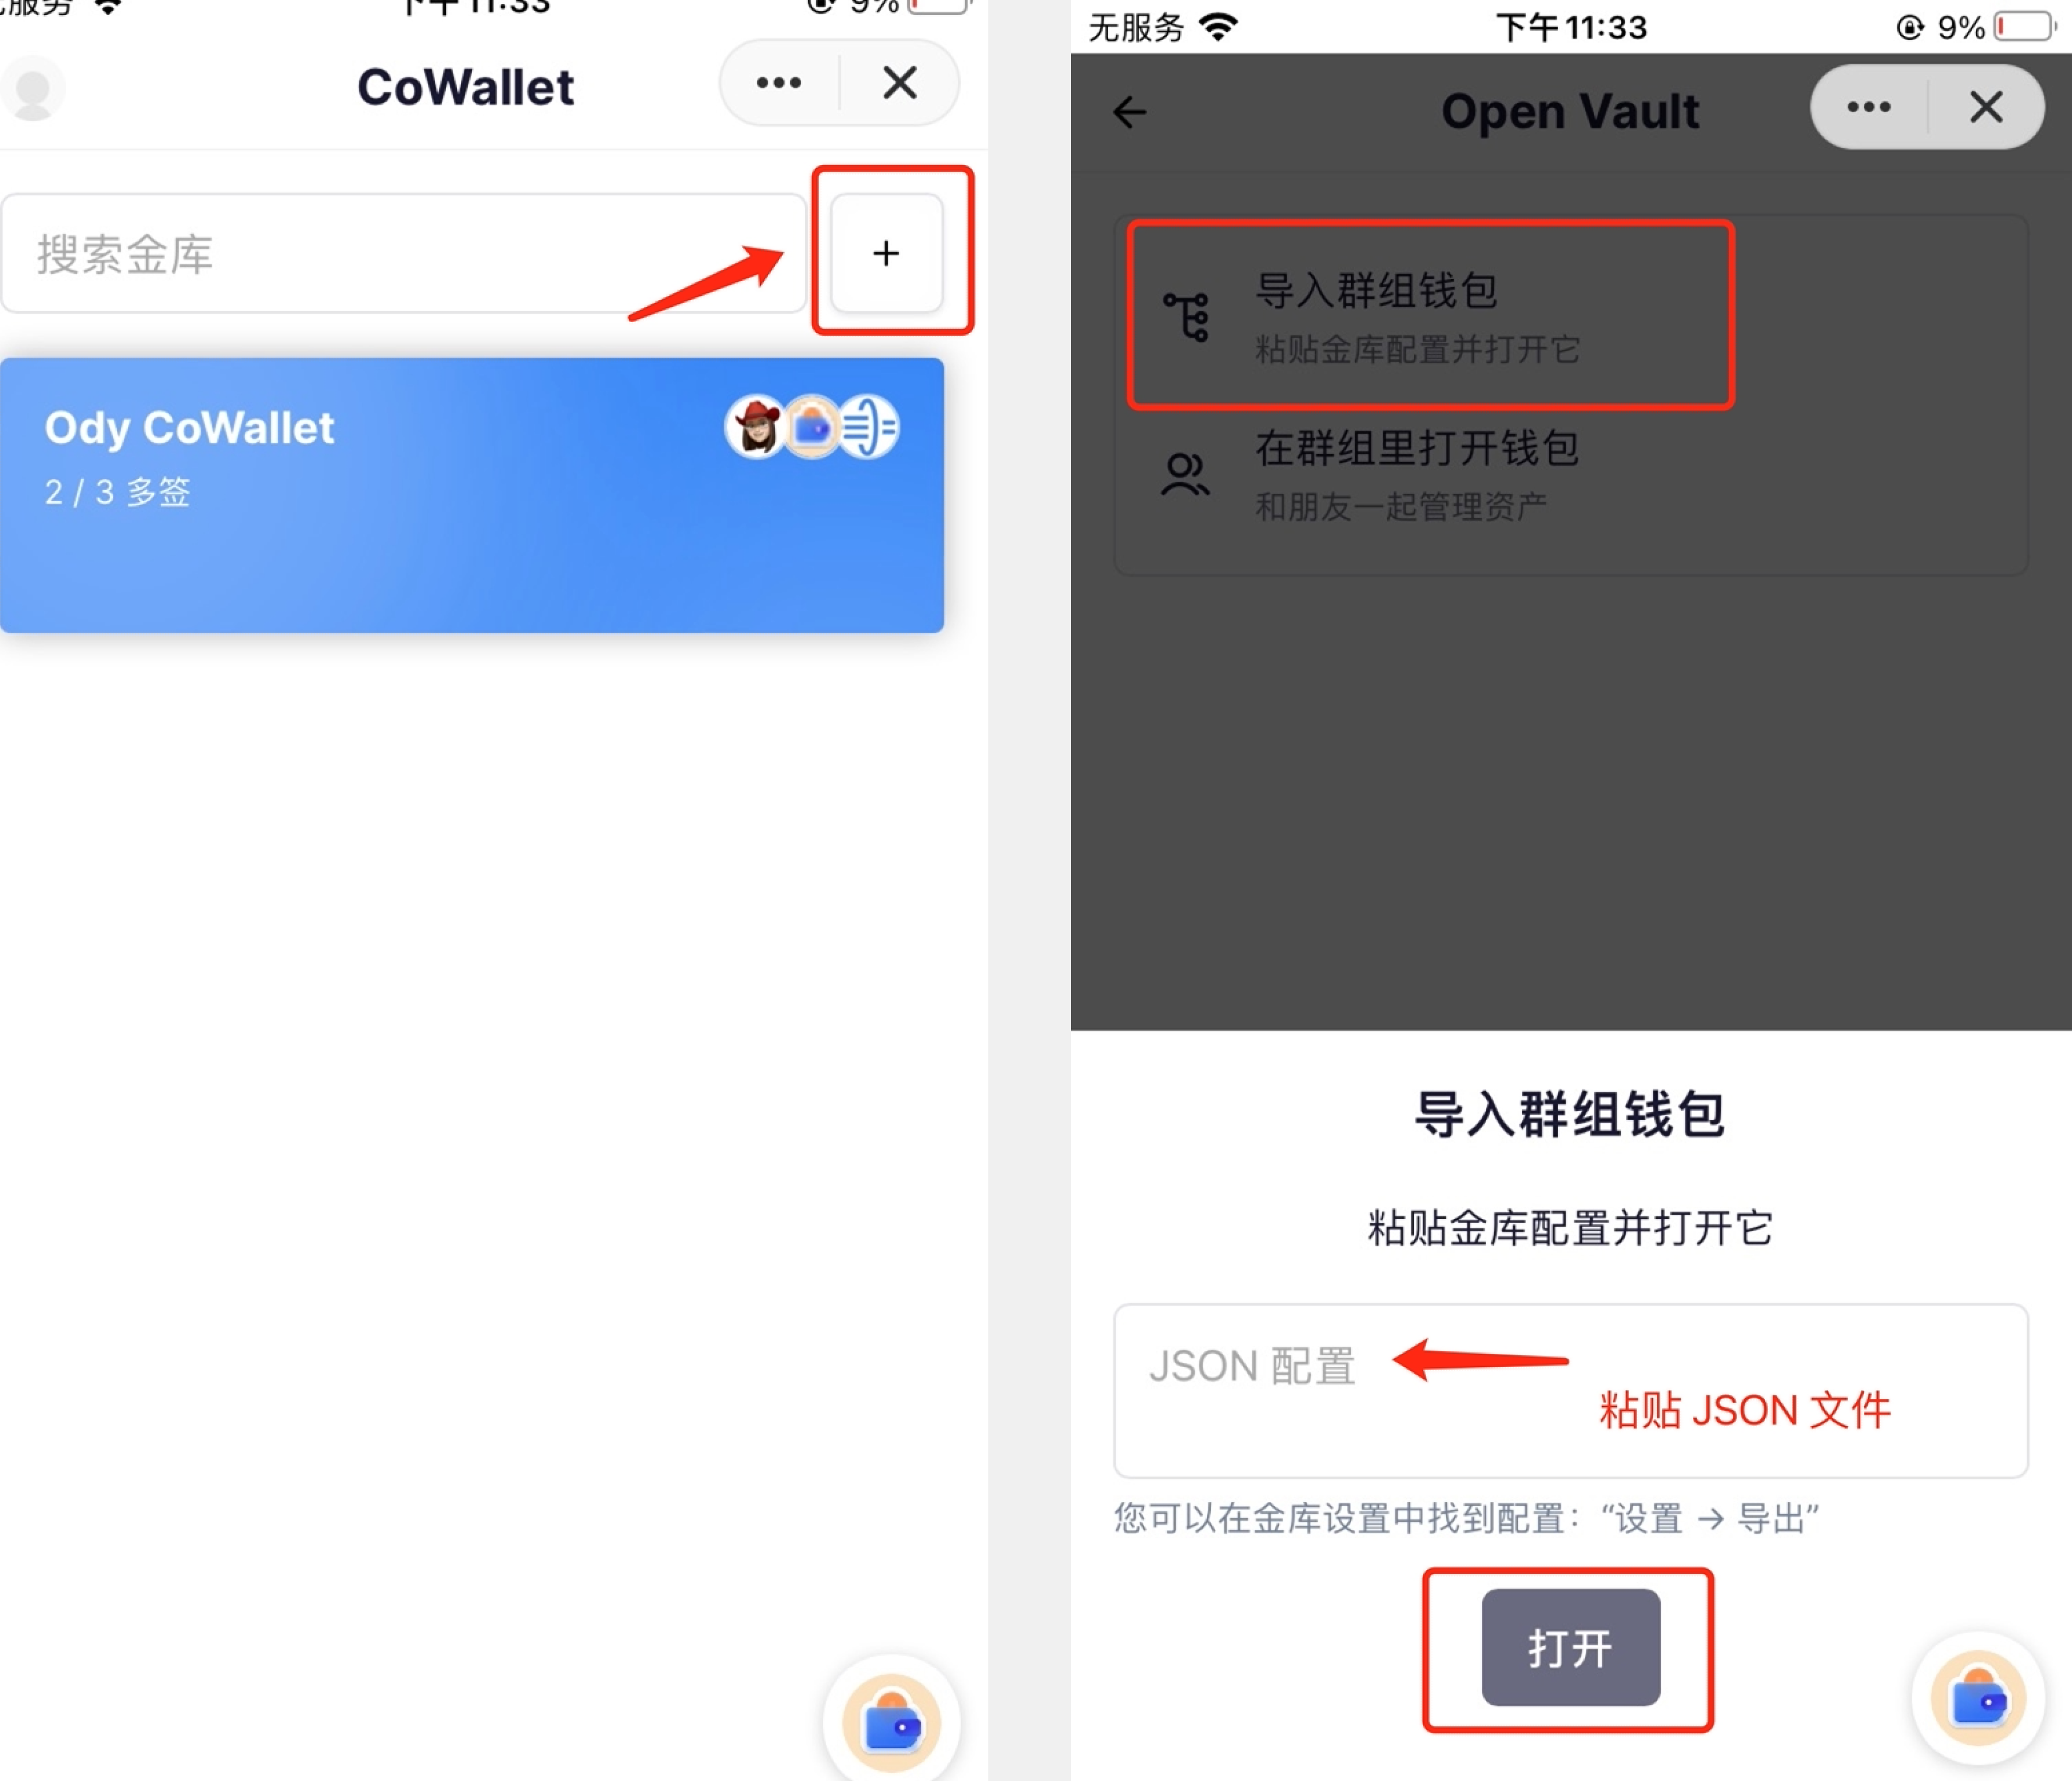 服务
下午 11:33
9%
CoWallet
搜索金库
+
Ody CoWallet
2 / 3 多签
无服务
下午 11:33
9%
Open Vault
导入群组钱包
粘贴金库配置并打开它
在群组里打开钱包
和朋友一起管理资产
导入群组钱包
粘贴金库配置并打开它
JSON 配置
粘贴 JSON 文件
您可以在金库设置中找到配置：“设置 → 导出”
打开